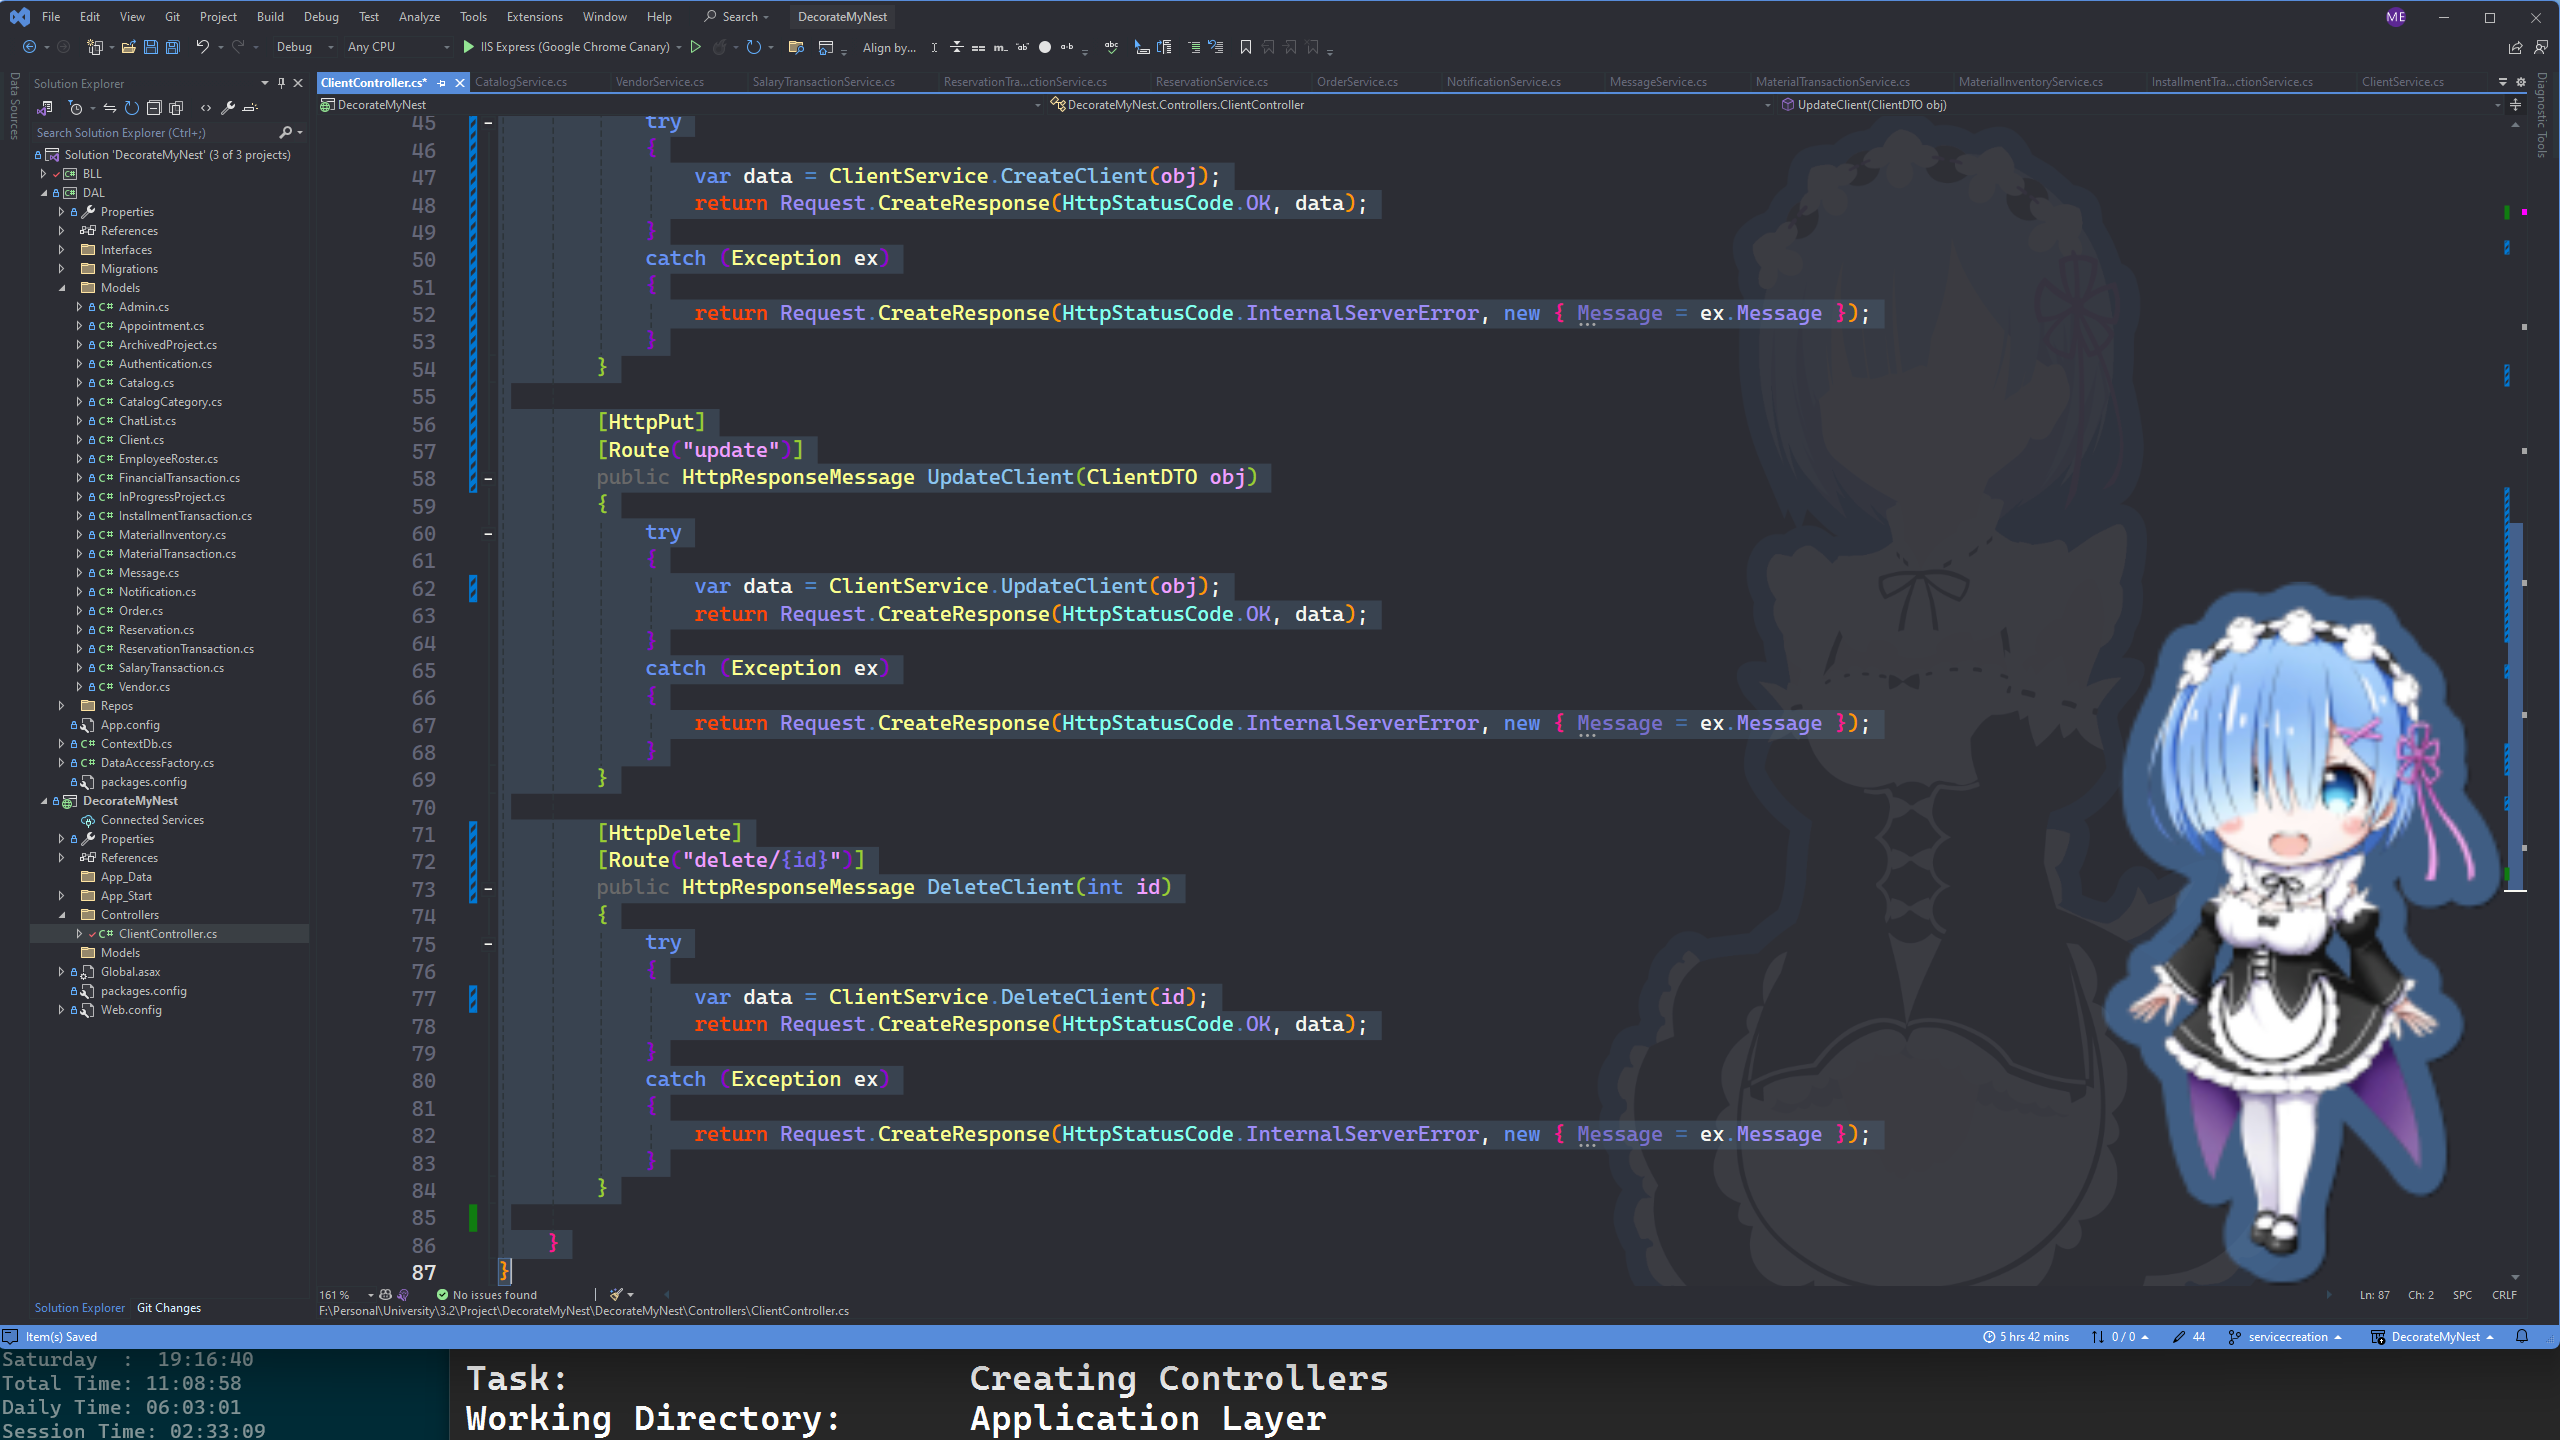 File Edit View Git Project Build Debug Test Analyze Tools Extensions Window Help Search DecorateMyNest ME
Debug Any CPU IIS Express (Google Chrome Canary) Align by...
Data Sources
Solution Explorer
Search Solution Explorer (Ctrl+;)
Solution 'DecorateMyNest' (3 of 3 projects)
C# BLL
C# DAL
Properties
References
Interfaces
Migrations
Models
C# Admin.cs
C# Appointment.cs
C# ArchivedProject.cs
C# Authentication.cs
C# Catalog.cs
C# CatalogCategory.cs
C# ChatList.cs
C# Client.cs
C# EmployeeRoster.cs
C# FinancialTransaction.cs
C# InProgressProject.cs
C# InstallmentTransaction.cs
C# MaterialInventory.cs
C# MaterialTransaction.cs
C# Message.cs
C# Notification.cs
C# Order.cs
C# Reservation.cs
C# ReservationTransaction.cs
C# SalaryTransaction.cs
C# Vendor.cs
Repos
App.config
C# ContextDb.cs
C# DataAccessFactory.cs
packages.config
DecorateMyNest
Connected Services
Properties
References
App_Data
App_Start
Controllers
C# ClientController.cs
Models
Global.asax
packages.config
Web.config
Solution Explorer Git Changes
ClientController.cs* CatalogService.cs VendorService.cs SalaryTransactionService.cs ReservationTra...ctionService.cs ReservationService.cs OrderService.cs NotificationService.cs MessageService.cs MaterialTransactionService.cs MaterialInventoryService.cs InstallmentTra...ctionService.cs ClientService.cs
DecorateMyNest DecorateMyNest.Controllers.ClientController UpdateClient(ClientDTO obj)
Diagnostic Tools
45 try
46 {
47 var data = ClientService.CreateClient(obj);
48 return Request.CreateResponse(HttpStatusCode.OK, data);
49 }
50 catch (Exception ex)
51 {
52 return Request.CreateResponse(HttpStatusCode.InternalServerError, new { Message = ex.Message });
53 }
54 }
55
56 [HttpPut]
57 [Route("update")]
58 public HttpResponseMessage UpdateClient(ClientDTO obj)
59 {
60 try
61 {
62 var data = ClientService.UpdateClient(obj);
63 return Request.CreateResponse(HttpStatusCode.OK, data);
64 }
65 catch (Exception ex)
66 {
67 return Request.CreateResponse(HttpStatusCode.InternalServerError, new { Message = ex.Message });
68 }
69 }
70
71 [HttpDelete]
72 [Route("delete/{id}")]
73 public HttpResponseMessage DeleteClient(int id)
74 {
75 try
76 {
77 var data = ClientService.DeleteClient(id);
78 return Request.CreateResponse(HttpStatusCode.OK, data);
79 }
80 catch (Exception ex)
81 {
82 return Request.CreateResponse(HttpStatusCode.InternalServerError, new { Message = ex.Message });
83 }
84 }
85
86 }
87 }
161 % No issues found Ln: 87 Ch: 2 SPC CRLF
F:\Personal\University\3.2\Project\DecorateMyNest\DecorateMyNest\Controllers\ClientController.cs
Item(s) Saved 5 hrs 42 mins 0 / 0 44 servicecreation DecorateMyNest
Saturday : 19:16:40
Total Time: 11:08:58
Daily Time: 06:03:01
Session Time: 02:33:09
Task: Creating Controllers
Working Directory: Application Layer